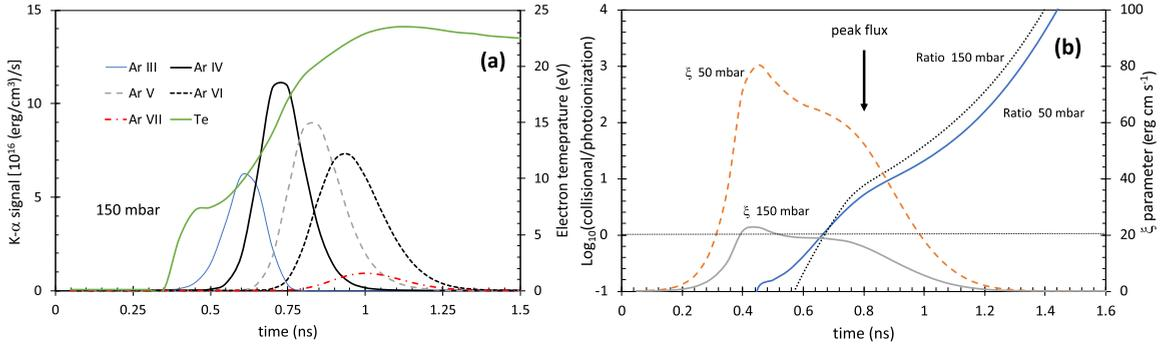 15
10
5
0
K-α signal [10¹⁶ (erg/cm³)/s]
25
20
15
10
5
0
Electron temeprature (eV)
(a)
Ar III
Ar IV
Ar V
Ar VI
Ar VII
Te
150 mbar
0
0.25
0.5
0.75
1
1.25
1.5
time (ns)
4
3
2
1
0
-1
Log₁₀(collisional/photoionization)
100
80
60
40
20
0
ξ parameter (erg cm s⁻¹)
peak flux
(b)
Ratio 150 mbar
ξ 50 mbar
Ratio 50 mbar
ξ 150 mbar
0
0.2
0.4
0.6
0.8
1
1.2
1.4
1.6
time (ns)